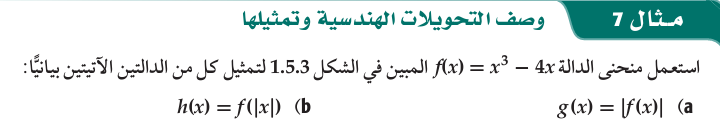 مثال 7 وصف التحويلات الهندسية وتمثيلها
استعمل منحنى الدالة f(x) = x³ − 4x المبين في الشكل 1.5.3 لتمثيل كل من الدالتين الآتيتين بيانيًّا:
a) g(x) = |f(x)| b) h(x) = f(|x|)